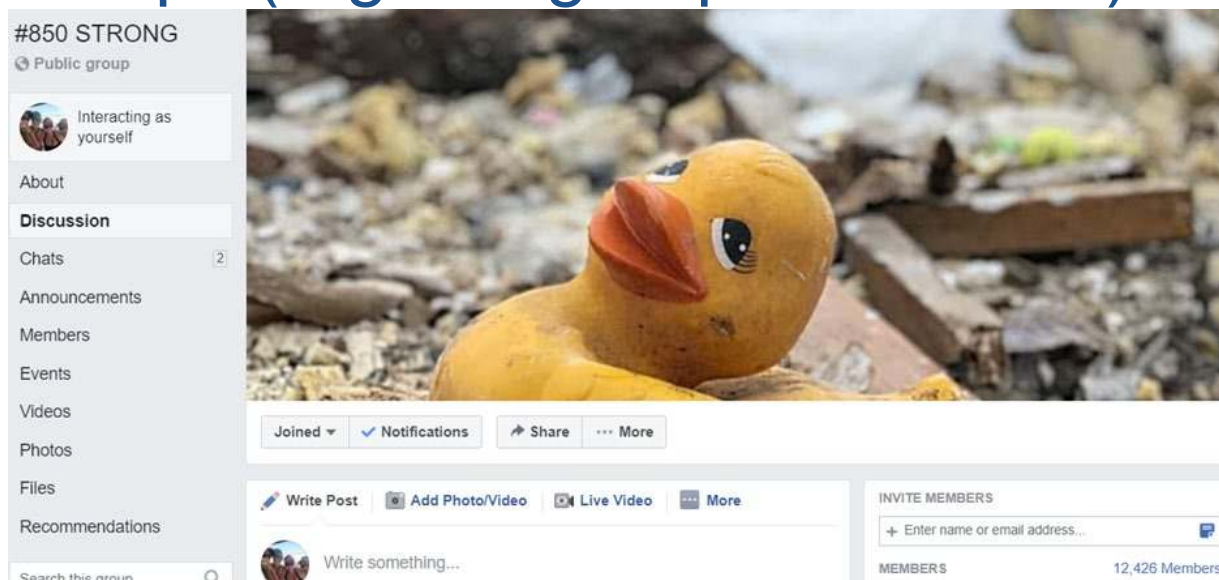 #850 STRONG
Public group
Interacting as
yourself
About
Discussion
Chats 2
Announcements
Members
Events
Videos
Photos
Files
Recommendations
Search this group
Joined Notifications Share More
Write Post Add Photo/Video Live Video More
Write something...
INVITE MEMBERS
+ Enter name or email address...
MEMBERS 12,426 Members